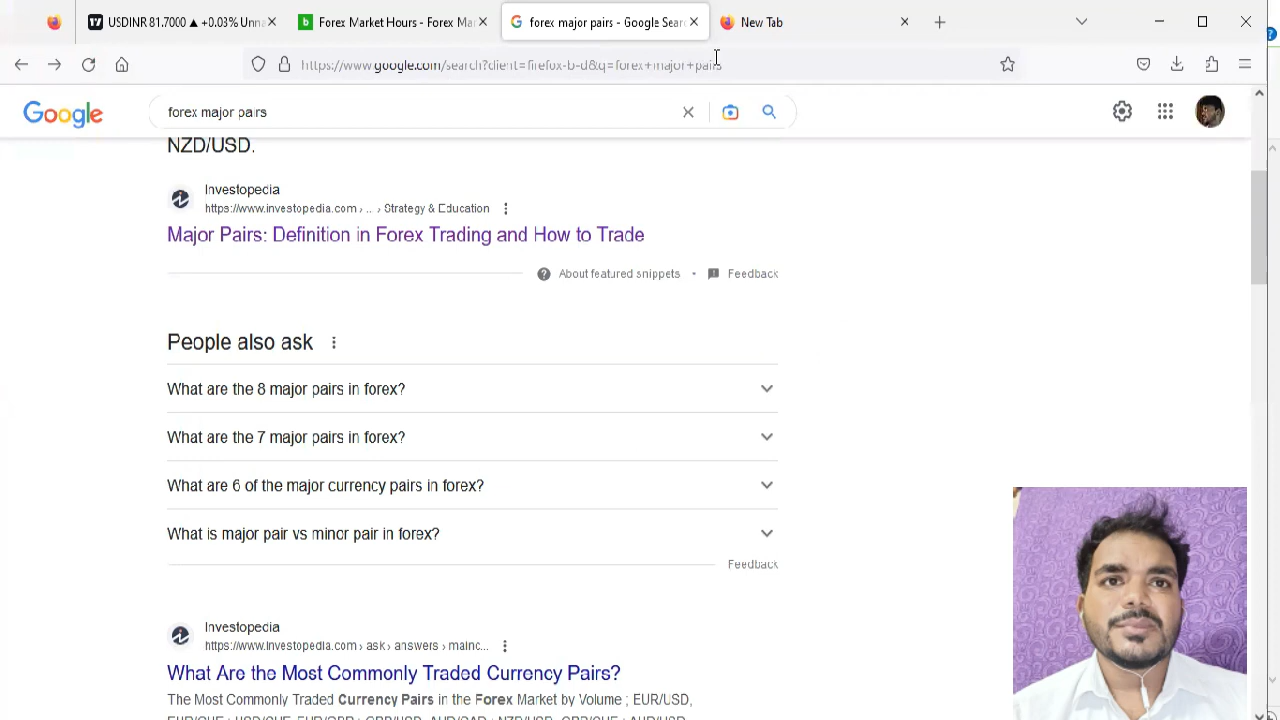 USDINR 81.7000 ▲ +0.03% Unna
Forex Market Hours - Forex Mar
forex major pairs - Google Searc
New Tab
https://www.google.com/search?client=firefox-b-d&q=forex+major+pairs
Google
forex major pairs
NZD/USD.
Investopedia
https://www.investopedia.com › ... › Strategy & Education
Major Pairs: Definition in Forex Trading and How to Trade
About featured snippets • Feedback
People also ask
What are the 8 major pairs in forex?
What are the 7 major pairs in forex?
What are 6 of the major currency pairs in forex?
What is major pair vs minor pair in forex?
Feedback
Investopedia
https://www.investopedia.com › ask › answers › mainc...
What Are the Most Commonly Traded Currency Pairs?
The Most Commonly Traded Currency Pairs in the Forex Market by Volume ; EUR/USD,